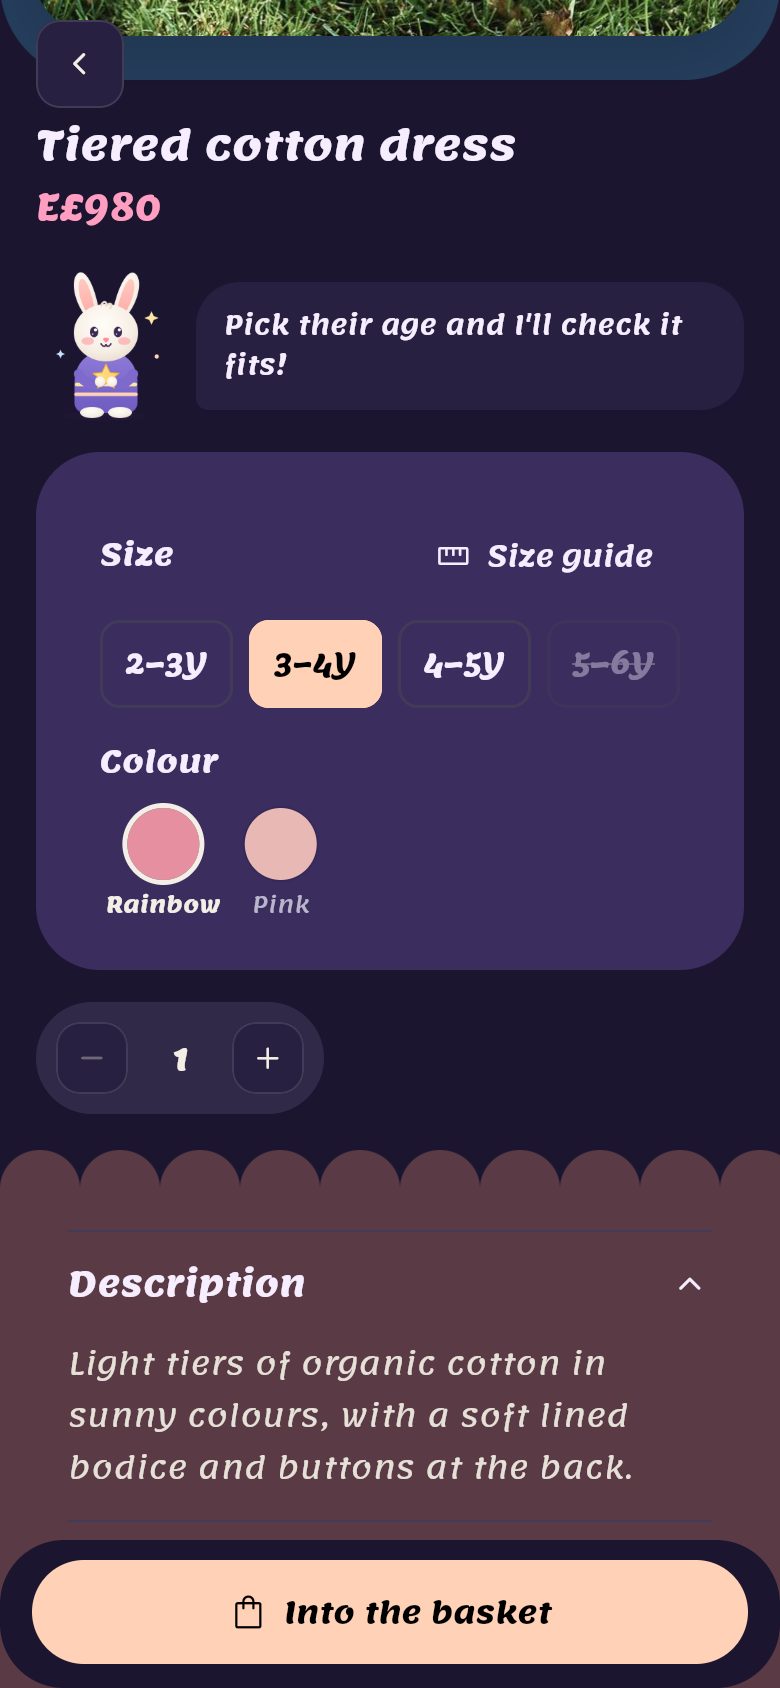 Tiered cotton dress
E£980
Pick their age and I'll check it
fits!
Size
Size guide
2–3Y
3–4Y
4–5Y
5–6Y
Colour
Rainbow
Pink
1
Description
Light tiers of organic cotton in
sunny colours, with a soft lined
bodice and buttons at the back.
Into the basket